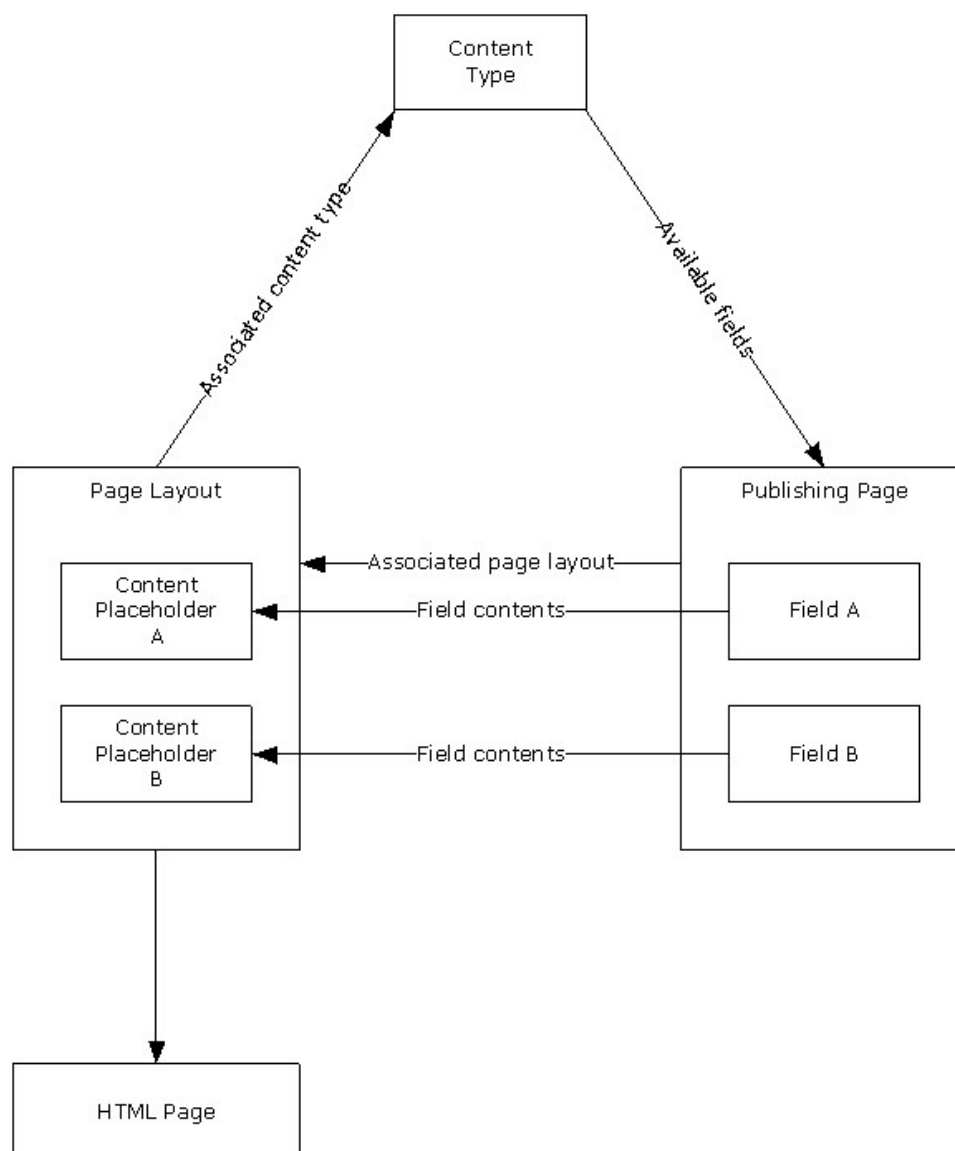 Content
Type
Associated content type
Available fields
Page Layout
Publishing Page
Associated page layout
Content
Placeholder
A
Field contents
Field A
Content
Placeholder
B
Field contents
Field B
HTML Page